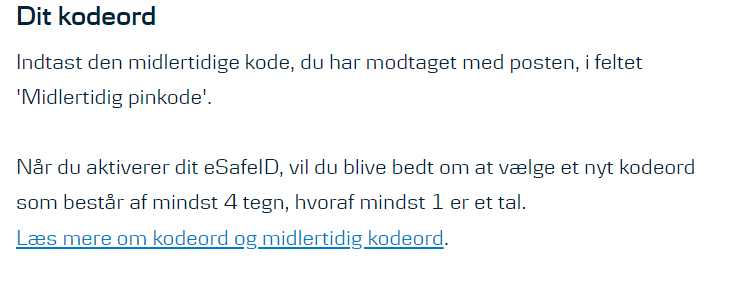 Dit kodeord
Indtast den midlertidige kode, du har modtaget med posten, i feltet
'Midlertidig pinkode'.
Når du aktiverer dit eSafeID, vil du blive bedt om at vælge et nyt kodeord
som består af mindst 4 tegn, hvoraf mindst 1 er et tal.
Læs mere om kodeord og midlertidig kodeord.